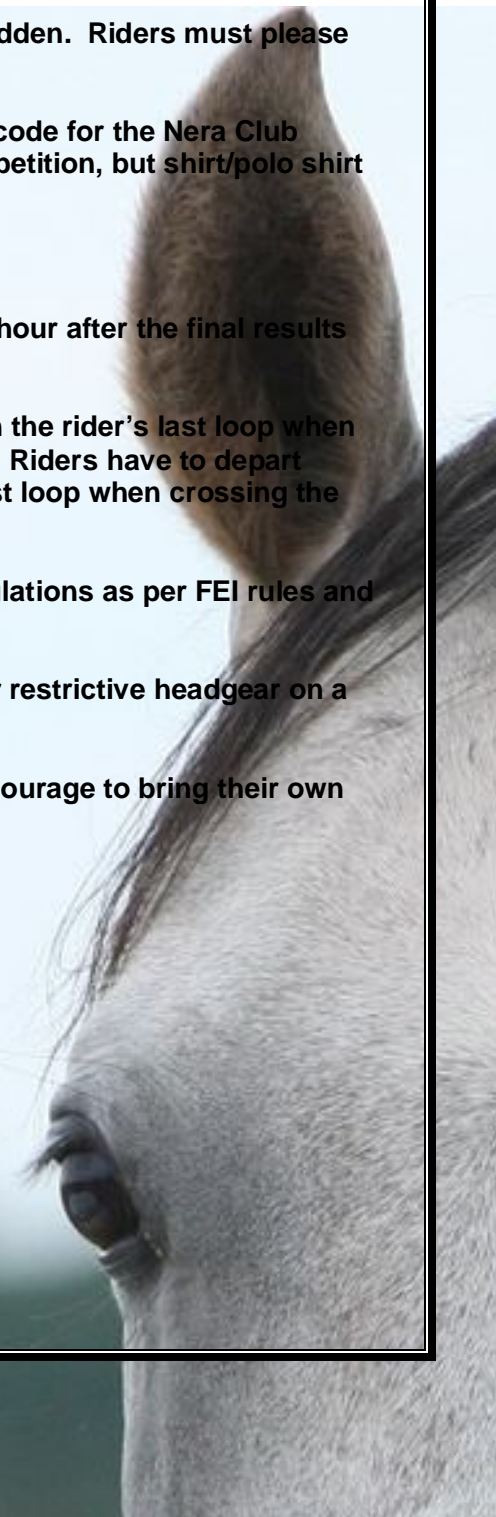 dden. Riders must please
code for the Nera Club
petition, but shirt/polo shirt
hour after the final results
n the rider's last loop when
Riders have to depart
st loop when crossing the
lations as per FEI rules and
restrictive headgear on a
ourage to bring their own